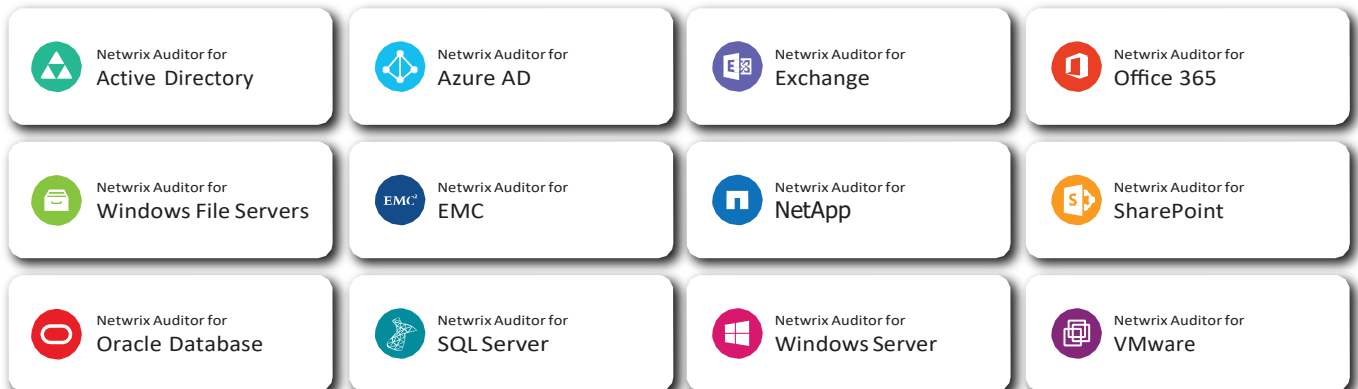 Netwrix Auditor for
Active Directory
Netwrix Auditor for
Azure AD
Netwrix Auditor for
Exchange
Netwrix Auditor for
Office 365
Netwrix Auditor for
Windows File Servers
EMC²
Netwrix Auditor for
EMC
Netwrix Auditor for
NetApp
S
Netwrix Auditor for
SharePoint
Netwrix Auditor for
Oracle Database
Netwrix Auditor for
SQL Server
Netwrix Auditor for
Windows Server
Netwrix Auditor for
VMware